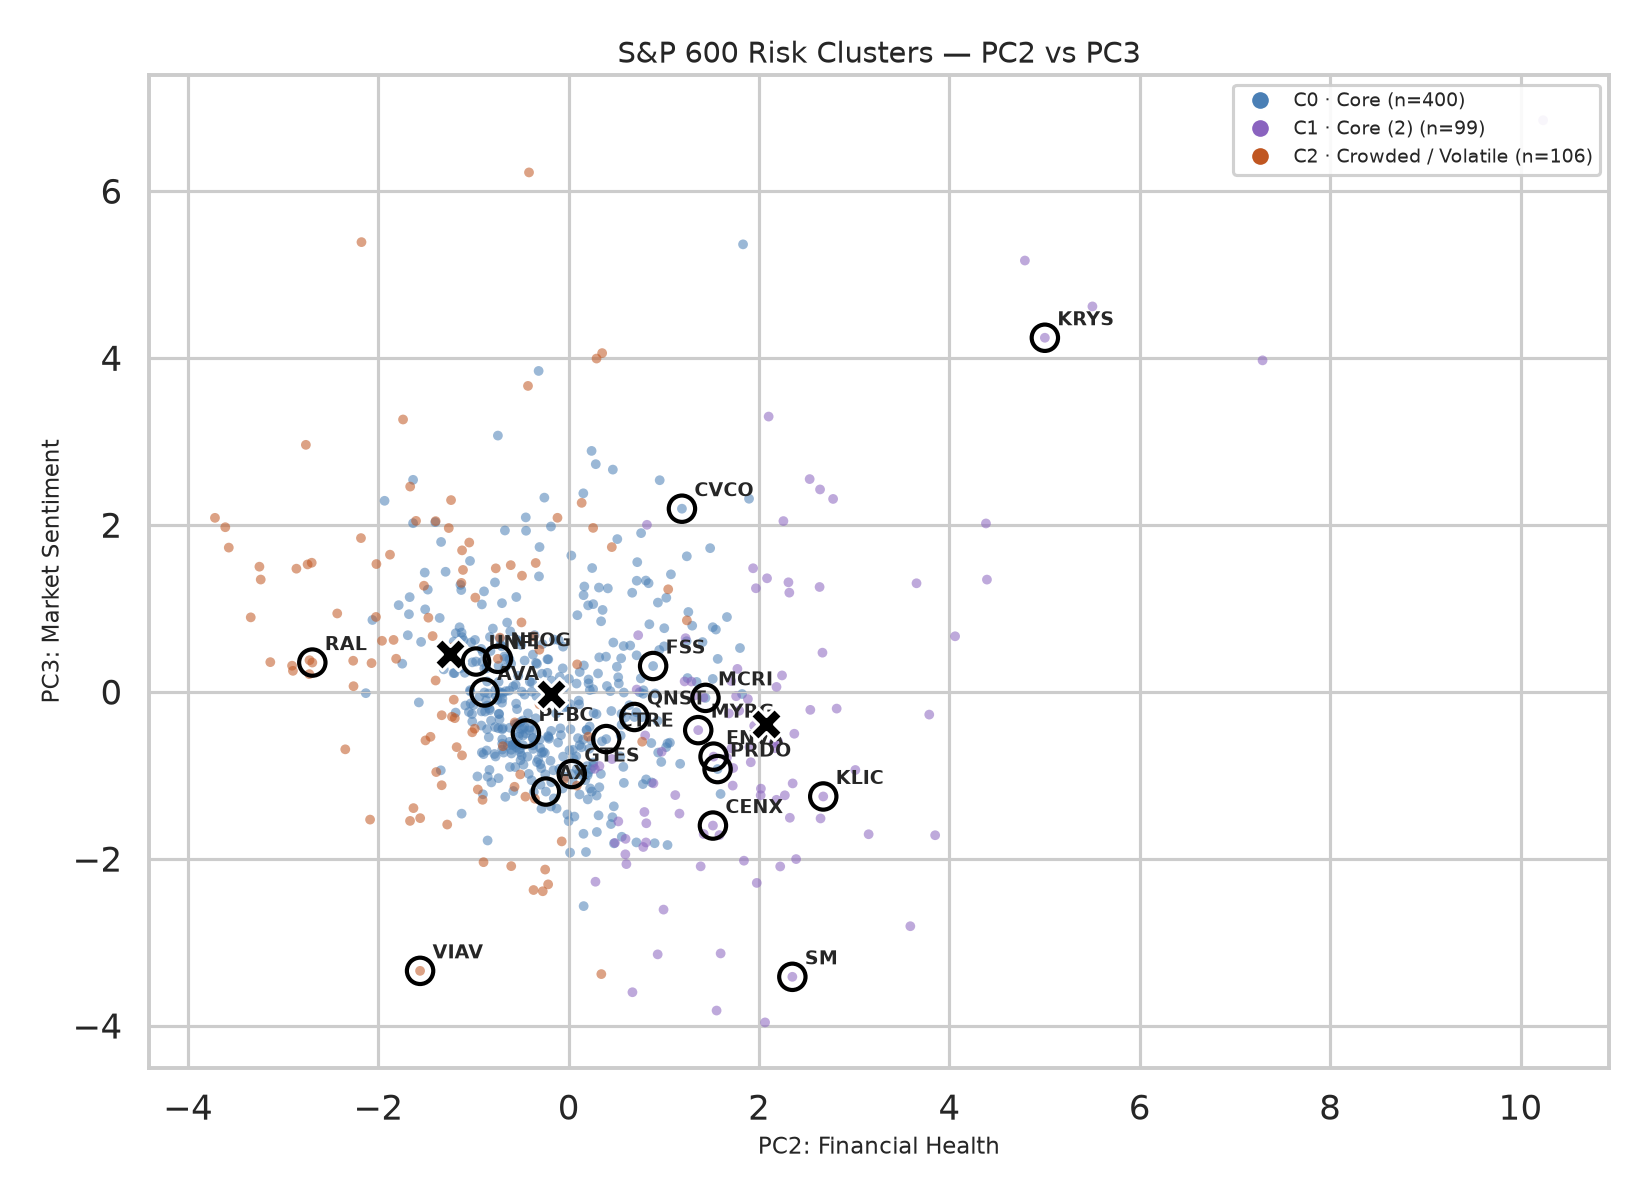 S&P 600 Risk Clusters — PC2 vs PC3
C0 · Core (n=400)
C1 · Core (2) (n=99)
C2 · Crowded / Volatile (n=106)
PC3: Market Sentiment
6
4
2
0
−2
−4
KRYS
CVCO
RAL
NEOG
AVA
FSS
MCRI
QNST
PFBC
CTRE
PRDO
GTES
KLIC
CENX
VIAV
SM
−4
−2
0
2
4
6
8
10
PC2: Financial Health